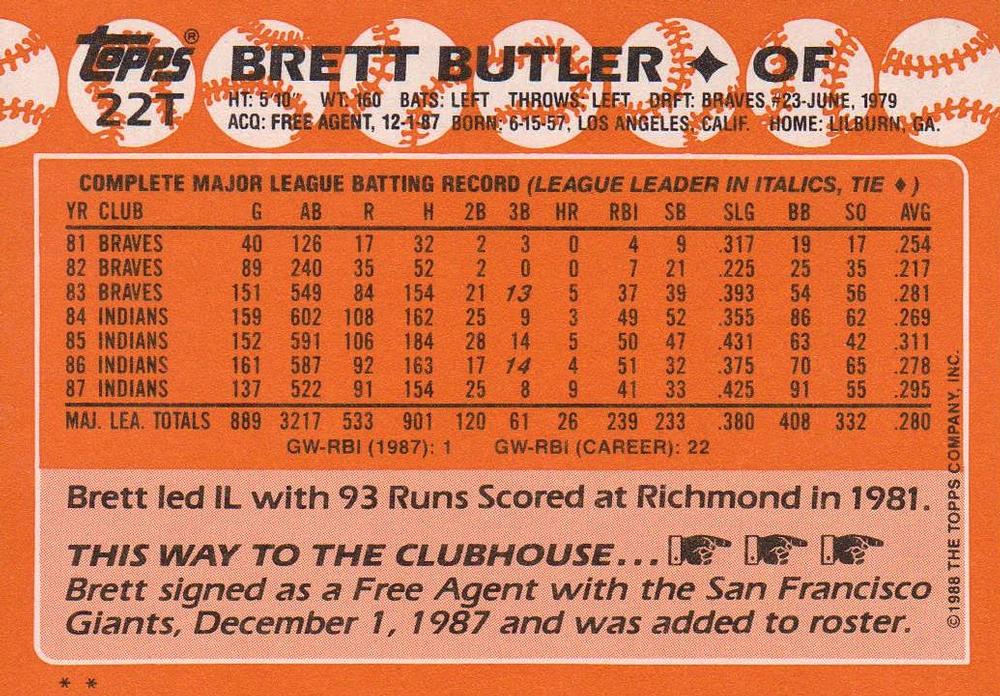 topps® BRETT BUTLER ♦ OF
22T HT: 5'10" WT: 160 BATS: LEFT THROWS: LEFT DRFT: BRAVES #23-JUNE, 1979
ACQ: FREE AGENT, 12-1-87 BORN: 6-15-57, LOS ANGELES, CALIF. HOME: LILBURN, GA.
COMPLETE MAJOR LEAGUE BATTING RECORD (LEAGUE LEADER IN ITALICS, TIE ♦)
YR CLUB G AB R H 2B 3B HR RBI SB SLG BB SO AVG
81 BRAVES 40 126 17 32 2 3 0 4 9 .317 19 17 .254
82 BRAVES 89 240 35 52 2 0 0 7 21 .225 25 35 .217
83 BRAVES 151 549 84 154 21 13 5 37 39 .393 54 56 .281
84 INDIANS 159 602 108 162 25 9 3 49 52 .355 86 62 .269
85 INDIANS 152 591 106 184 28 14 5 50 47 .431 63 42 .311
86 INDIANS 161 587 92 163 17 14 4 51 32 .375 70 65 .278
87 INDIANS 137 522 91 154 25 8 9 41 33 .425 91 55 .295
MAJ. LEA. TOTALS 889 3217 533 901 120 61 26 239 233 .380 408 332 .280
GW-RBI (1987): 1 GW-RBI (CAREER): 22
Brett led IL with 93 Runs Scored at Richmond in 1981.
THIS WAY TO THE CLUBHOUSE...
Brett signed as a Free Agent with the San Francisco
Giants, December 1, 1987 and was added to roster.
©1988 THE TOPPS COMPANY, INC.
* *